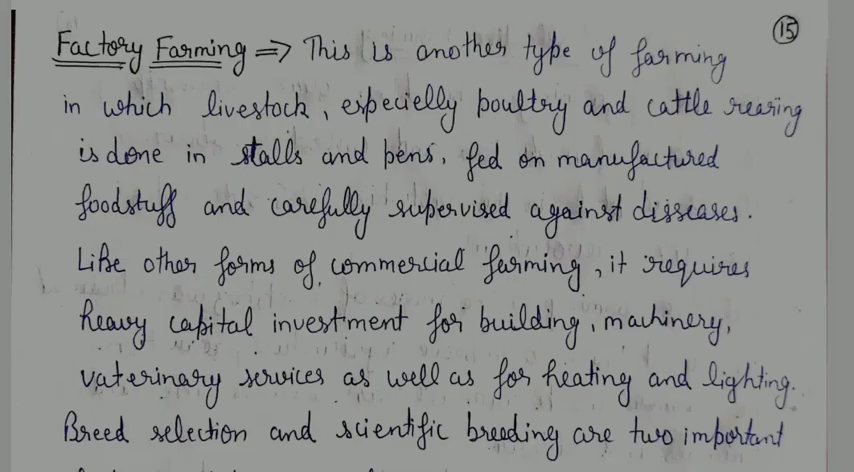 15
Factory Farming => This is another type of farming
in which livestock, especielly poultry and cattle rearing
is done in stalls and pens, fed on manufactured
foodstuff and carefully supervised against disseases.
Like other forms of commercial farming, it requires
heavy capital investment for building, machinery,
vaterinary services as well as for heating and lighting.
Breed selection and scientific breeding are two important